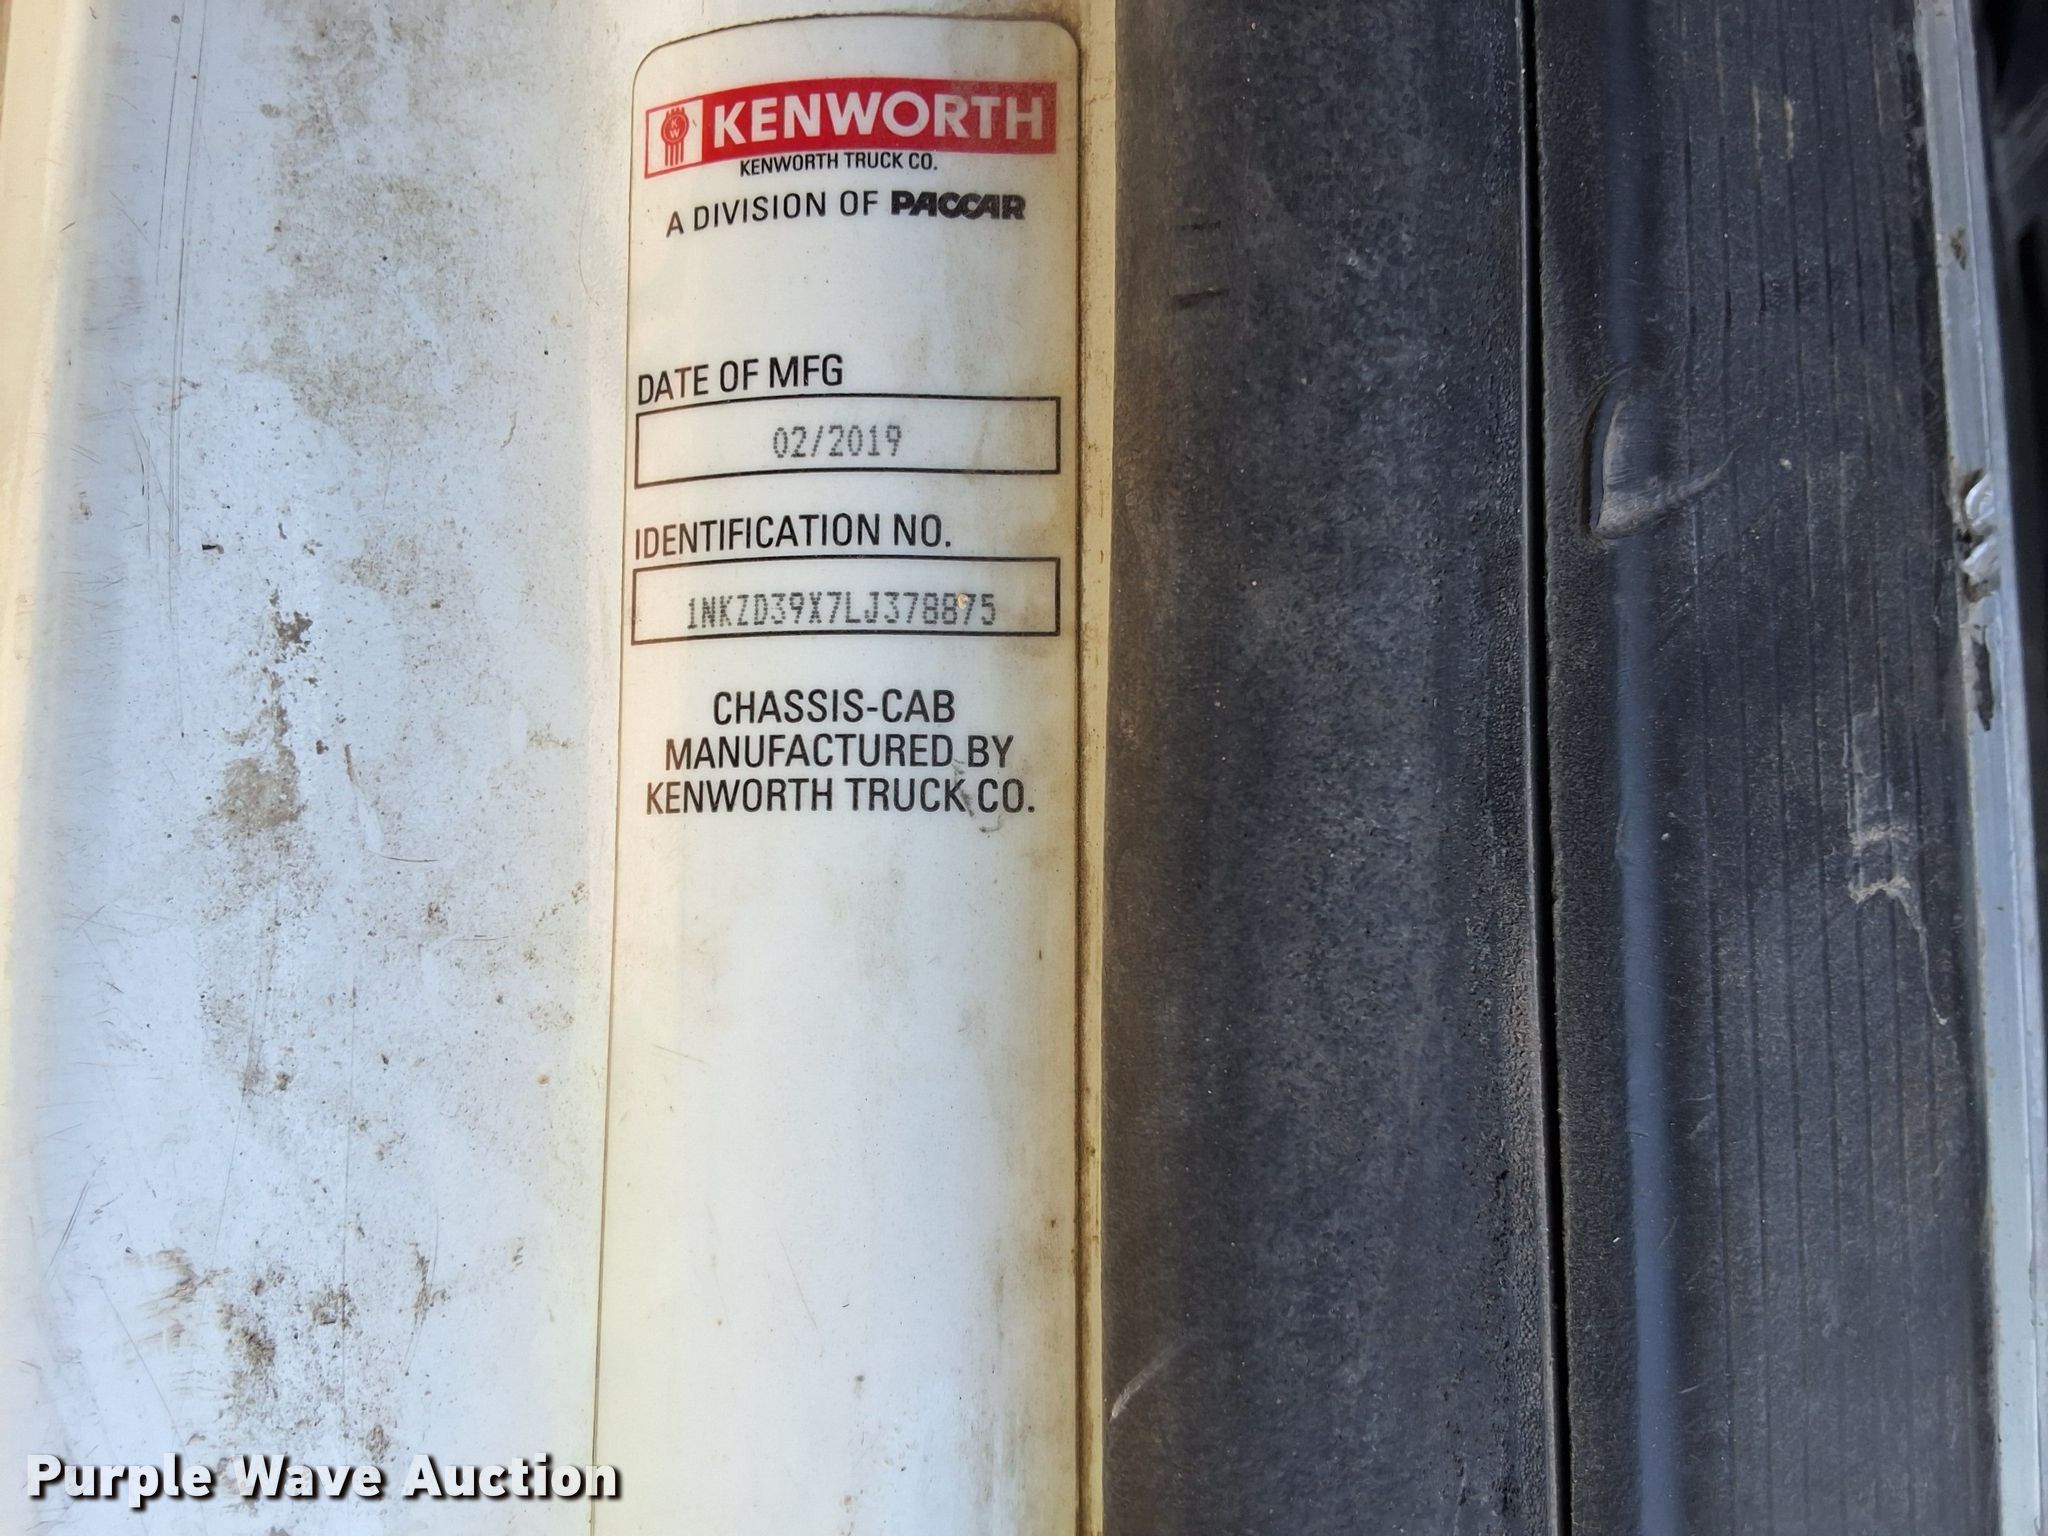 KW KENWORTH
KENWORTH TRUCK CO.
A DIVISION OF PACCAR
DATE OF MFG
02/2019
IDENTIFICATION NO.
1NKZD39X7LJ378875
CHASSIS-CAB
MANUFACTURED BY
KENWORTH TRUCK CO.
Purple Wave Auction